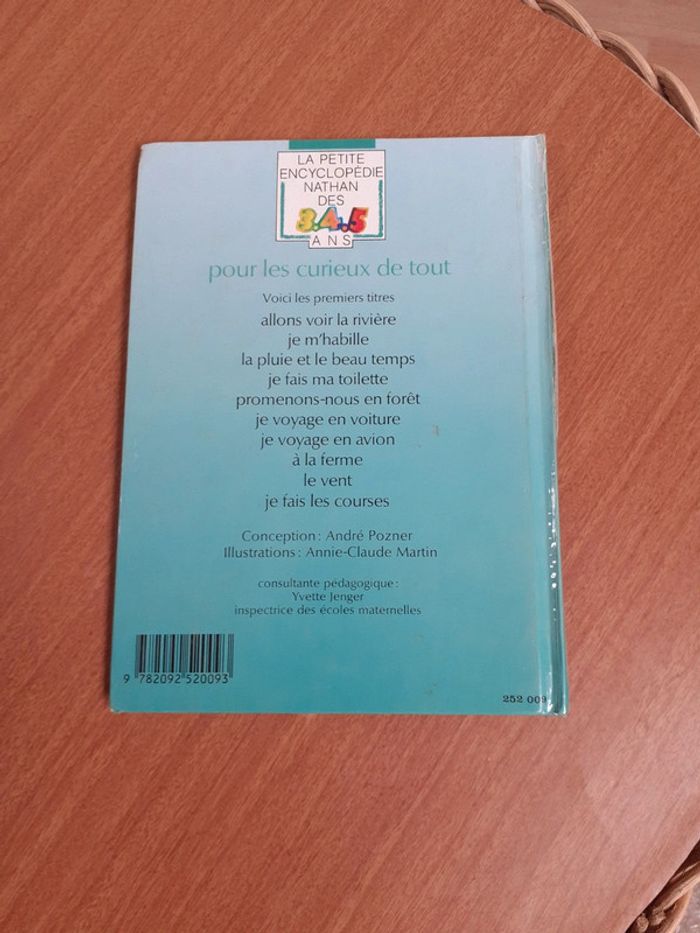 LA PETITE
ENCYCLOPÉDIE
NATHAN
DES
3.4.5
ANS
pour les curieux de tout
Voici les premiers titres
allons voir la rivière
je m'habille
la pluie et le beau temps
je fais ma toilette
promenons-nous en forêt
je voyage en voiture
je voyage en avion
à la ferme
le vent
je fais les courses
Conception : André Pozner
Illustrations : Annie-Claude Martin
consultante pédagogique :
Yvette Jenger
inspectrice des écoles maternelles
9 782092 520093
252 009